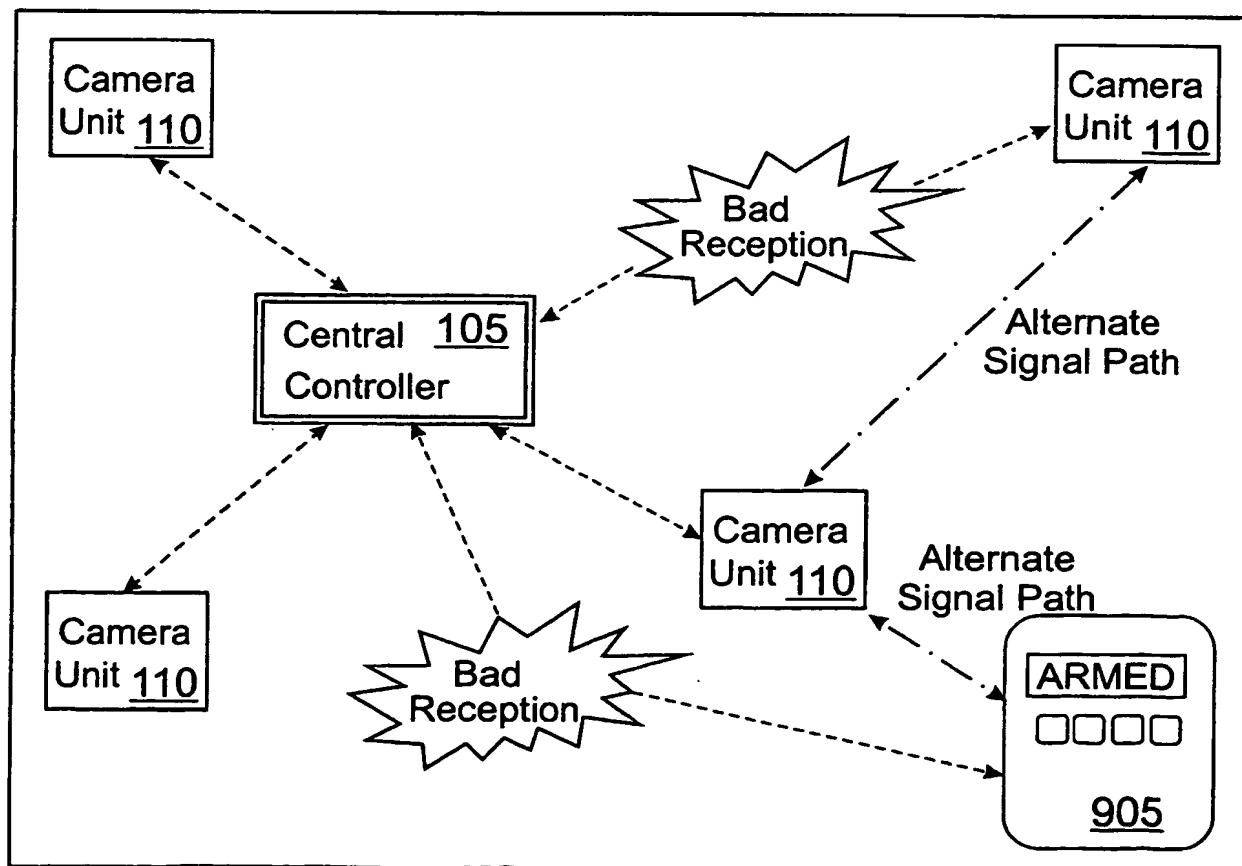 Camera
Unit 110
Camera
Unit 110
Bad
Reception
Central 105
Controller
Alternate
Signal Path
Camera
Unit 110
Alternate
Signal Path
Camera
Unit 110
Bad
Reception
ARMED
905